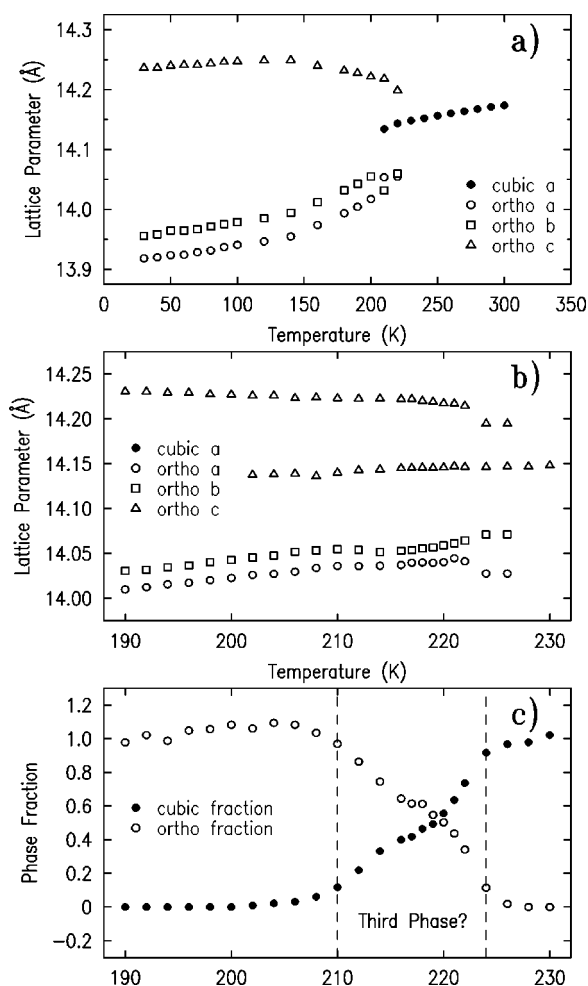 a)
14.3
14.2
14.1
14.0
13.9
Lattice Parameter (Å)
cubic a
ortho a
ortho b
ortho c
0 50 100 150 200 250 300 350
Temperature (K)
b)
14.25
14.20
14.15
14.10
14.05
14.00
Lattice Parameter (Å)
cubic a
ortho a
ortho b
ortho c
190 200 210 220 230
Temperature (K)
c)
1.2
1.0
0.8
0.6
0.4
0.2
0
-0.2
Phase Fraction
cubic fraction
ortho fraction
Third Phase?
190 200 210 220 230
Temperature (K)